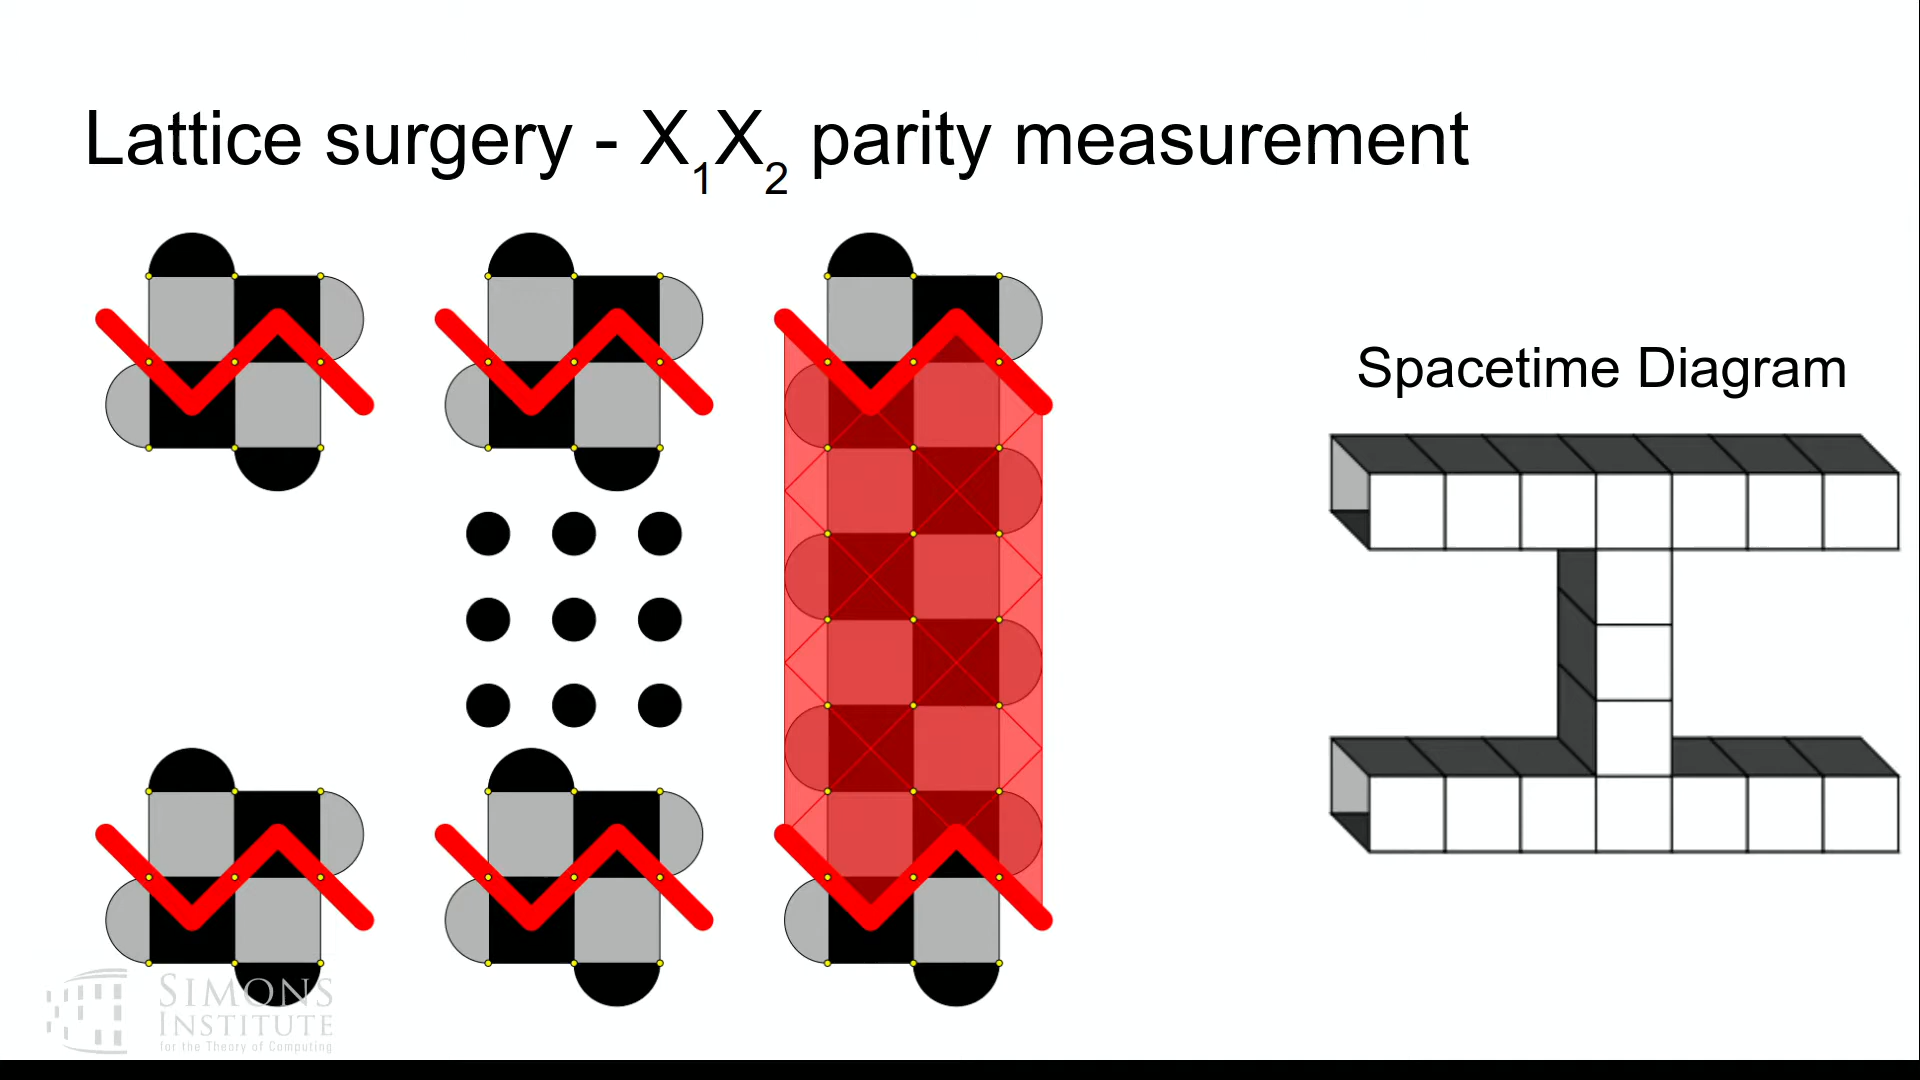 Lattice surgery - X₁X₂ parity measurement
Spacetime Diagram
SIMONS
INSTITUTE
for the Theory of Computing